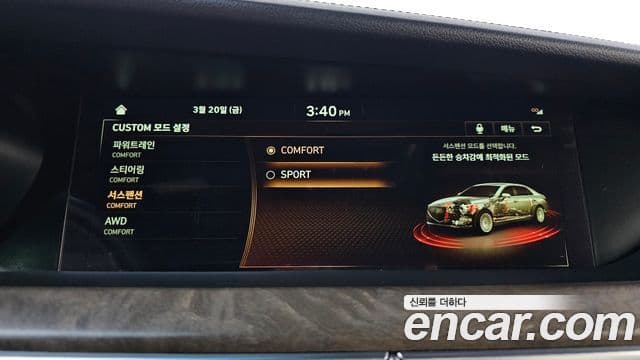 3월 20일 (금)
3:40 PM
CUSTOM 모드 설정
메뉴
파워트레인
COMFORT
스티어링
COMFORT
서스펜션
COMFORT
AWD
COMFORT
COMFORT
SPORT
서스펜션 모드를 선택합니다.
든든한 승차감에 최적화된 모드
신뢰를 더하다
encar.com